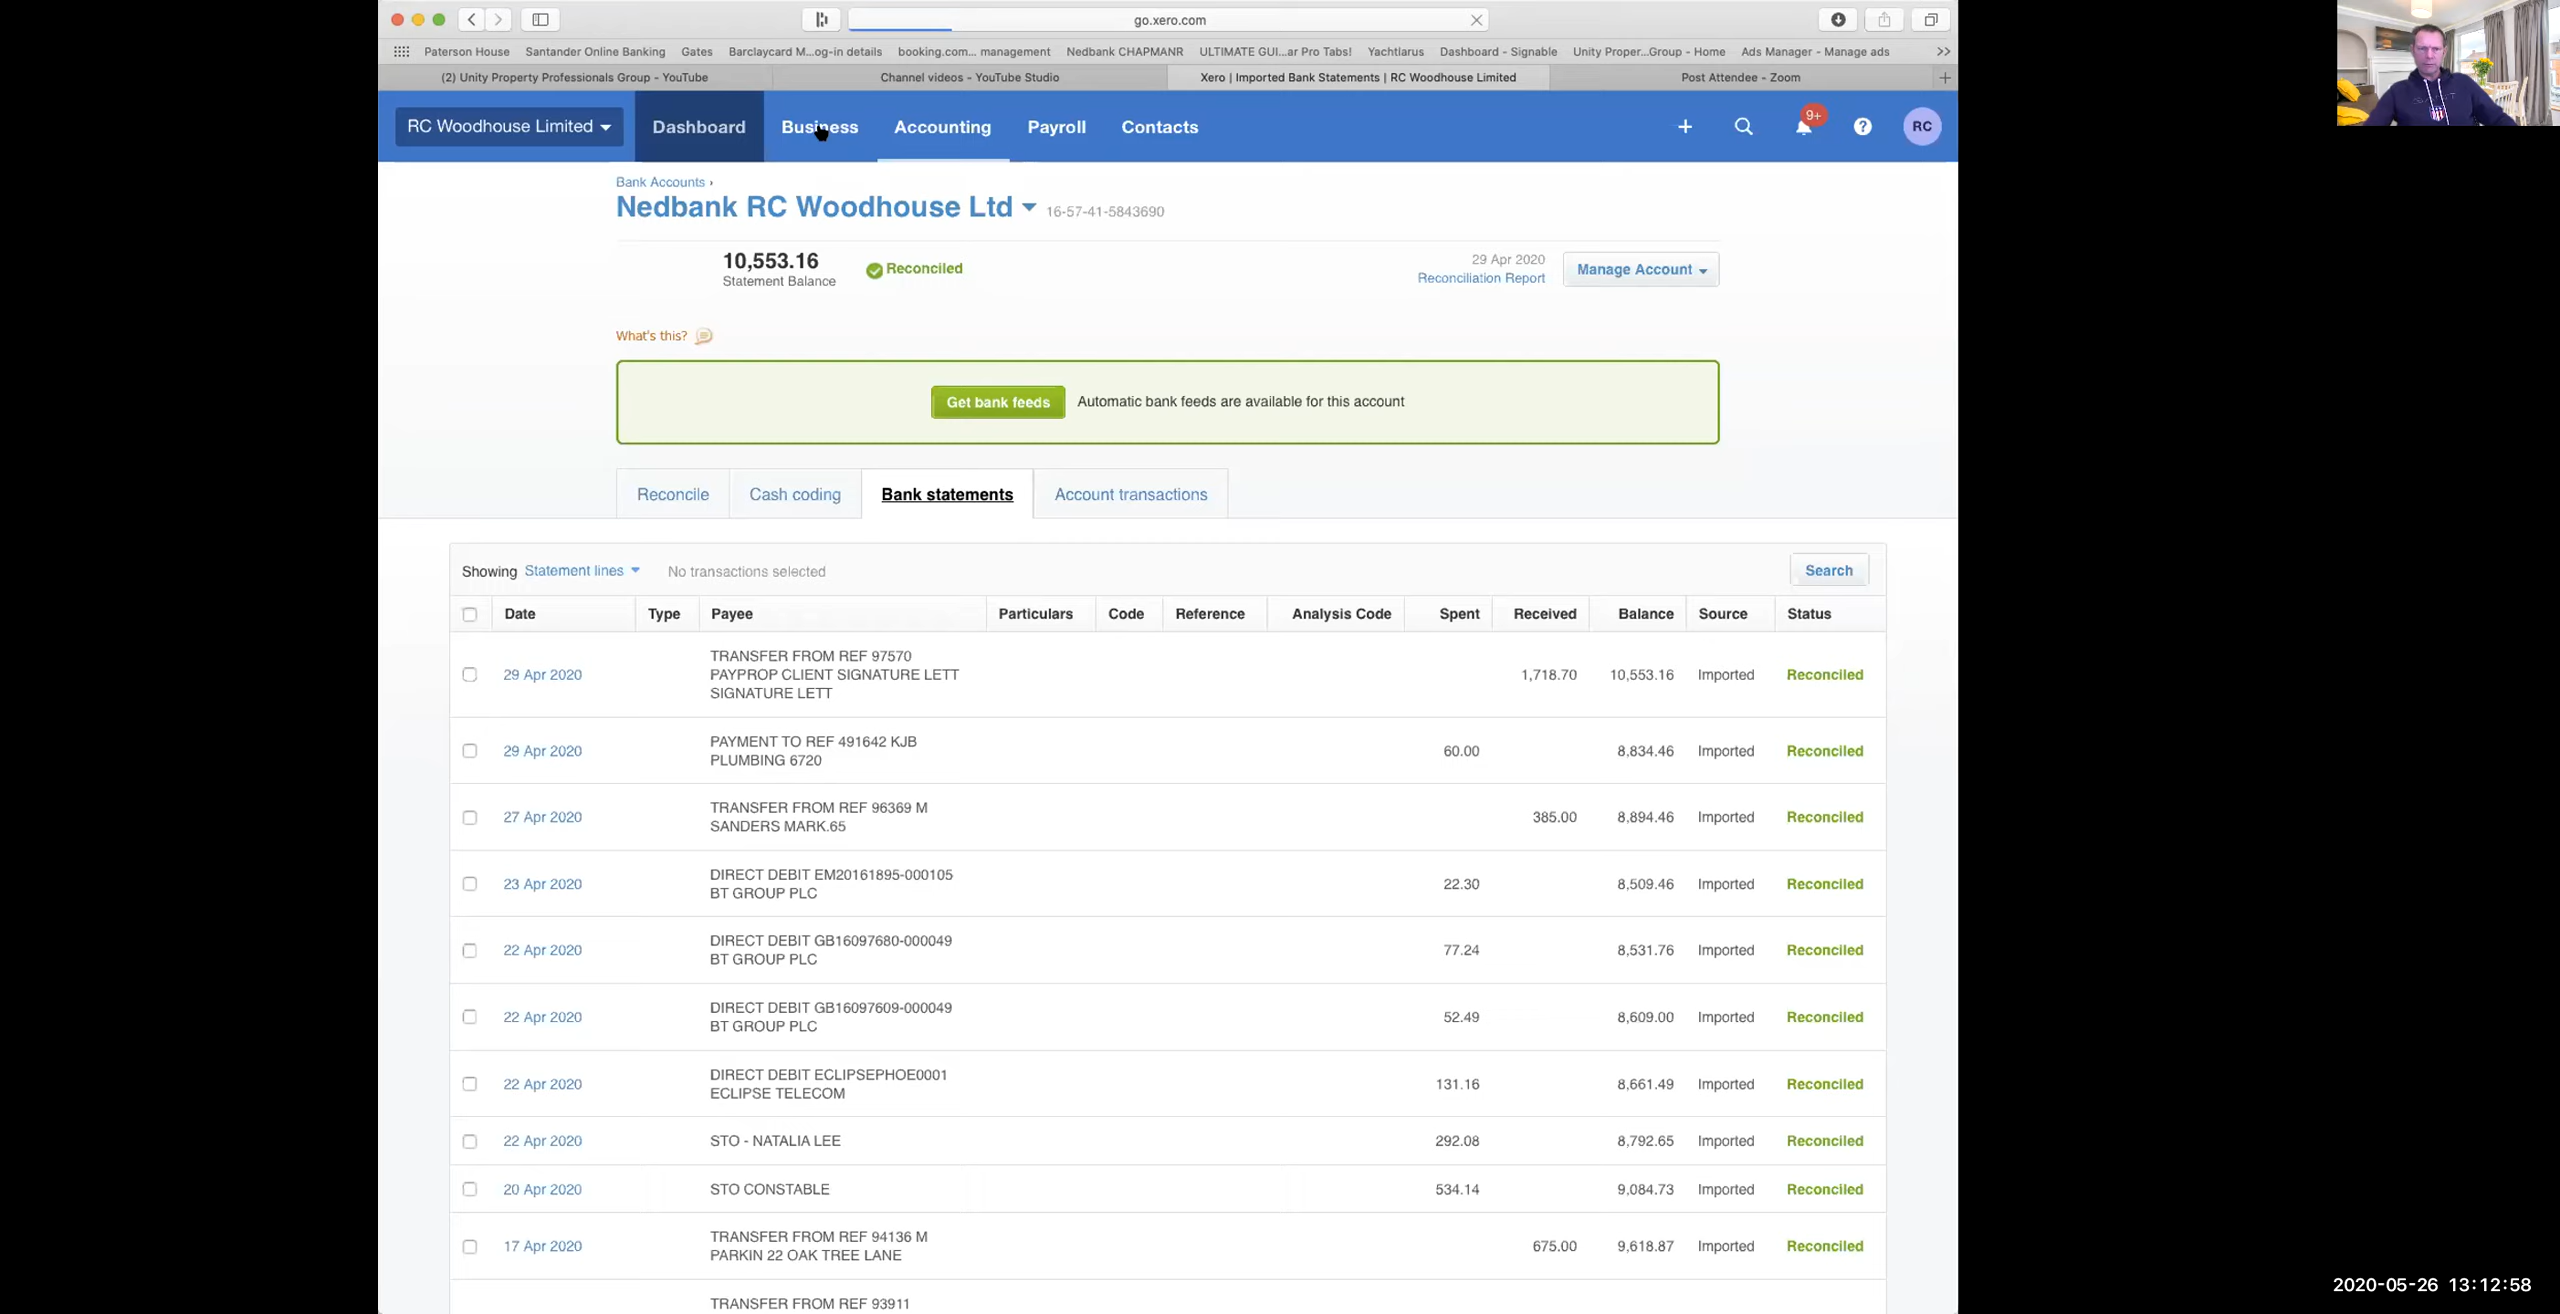 go.xero.com
Paterson House Santander Online Banking Gates Barclaycard M...og-in details booking.com... management Nedbank CHAPMANR ULTIMATE GUI...ar Pro Tabs! Yachtlarus Dashboard - Signable Unity Proper...Group - Home Ads Manager - Manage ads >>
(2) Unity Property Professionals Group - YouTube Channel videos - YouTube Studio Xero | Imported Bank Statements | RC Woodhouse Limited Post Attendee - Zoom +
RC Woodhouse Limited Dashboard Business Accounting Payroll Contacts + 9+ ? RC
Bank Accounts ›
Nedbank RC Woodhouse Ltd 16-57-41-5843690
10,553.16
Statement Balance
Reconciled
29 Apr 2020
Reconciliation Report
Manage Account
What's this?
Get bank feeds Automatic bank feeds are available for this account
Reconcile Cash coding Bank statements Account transactions
Showing Statement lines No transactions selected Search
Date Type Payee Particulars Code Reference Analysis Code Spent Received Balance Source Status
TRANSFER FROM REF 97570
29 Apr 2020 PAYPROP CLIENT SIGNATURE LETT 1,718.70 10,553.16 Imported Reconciled
SIGNATURE LETT
29 Apr 2020 PAYMENT TO REF 491642 KJB 60.00 8,834.46 Imported Reconciled
PLUMBING 6720
27 Apr 2020 TRANSFER FROM REF 96369 M 385.00 8,894.46 Imported Reconciled
SANDERS MARK.65
23 Apr 2020 DIRECT DEBIT EM20161895-000105 22.30 8,509.46 Imported Reconciled
BT GROUP PLC
22 Apr 2020 DIRECT DEBIT GB16097680-000049 77.24 8,531.76 Imported Reconciled
BT GROUP PLC
22 Apr 2020 DIRECT DEBIT GB16097609-000049 52.49 8,609.00 Imported Reconciled
BT GROUP PLC
22 Apr 2020 DIRECT DEBIT ECLIPSEPHOE0001 131.16 8,661.49 Imported Reconciled
ECLIPSE TELECOM
22 Apr 2020 STO - NATALIA LEE 292.08 8,792.65 Imported Reconciled
20 Apr 2020 STO CONSTABLE 534.14 9,084.73 Imported Reconciled
17 Apr 2020 TRANSFER FROM REF 94136 M 675.00 9,618.87 Imported Reconciled
PARKIN 22 OAK TREE LANE
TRANSFER FROM REF 93911
2020-05-26 13:12:58